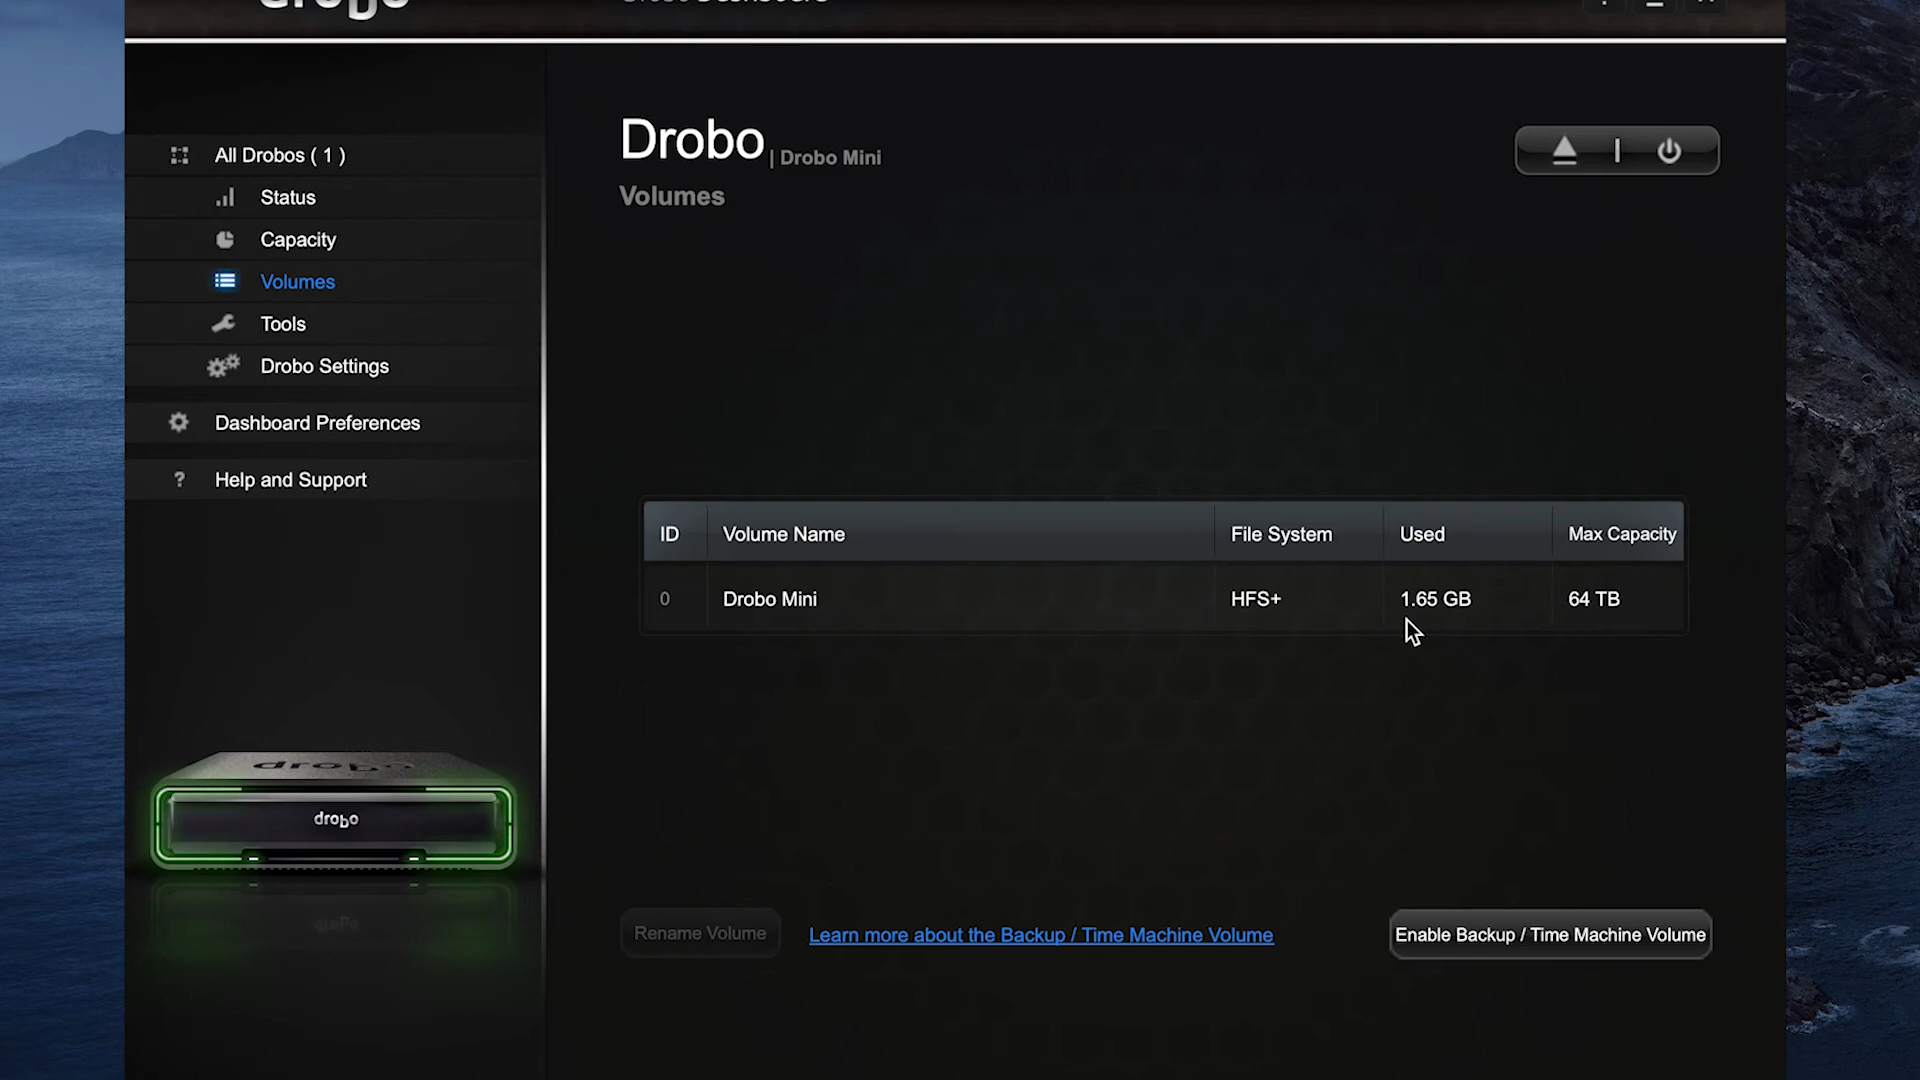 drobo
All Drobos ( 1 )
Status
Capacity
Volumes
Tools
Drobo Settings
Dashboard Preferences
? Help and Support
drobo
drobo
Drobo | Drobo Mini
Volumes
ID Volume Name File System Used Max Capacity
0 Drobo Mini HFS+ 1.65 GB 64 TB
Rename Volume Learn more about the Backup / Time Machine Volume Enable Backup / Time Machine Volume